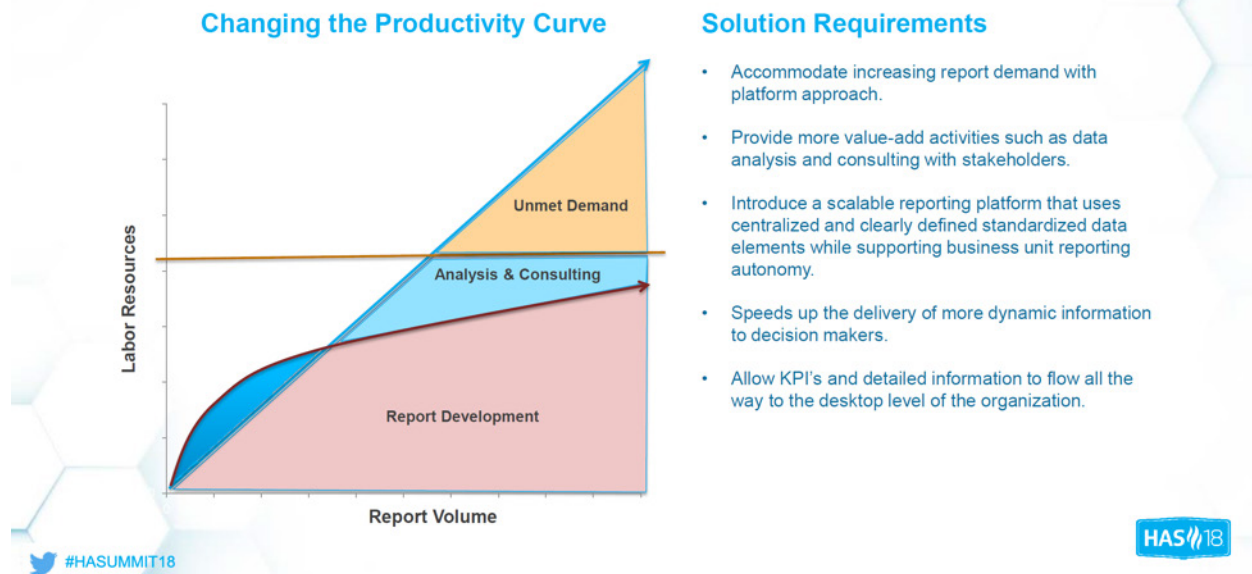 Changing the Productivity Curve
Labor Resources
Unmet Demand
Analysis & Consulting
Report Development
Report Volume
Solution Requirements
• Accommodate increasing report demand with
platform approach.
• Provide more value-add activities such as data
analysis and consulting with stakeholders.
• Introduce a scalable reporting platform that uses
centralized and clearly defined standardized data
elements while supporting business unit reporting
autonomy.
• Speeds up the delivery of more dynamic information
to decision makers.
• Allow KPI's and detailed information to flow all the
way to the desktop level of the organization.
#HASUMMIT18
HAS 18